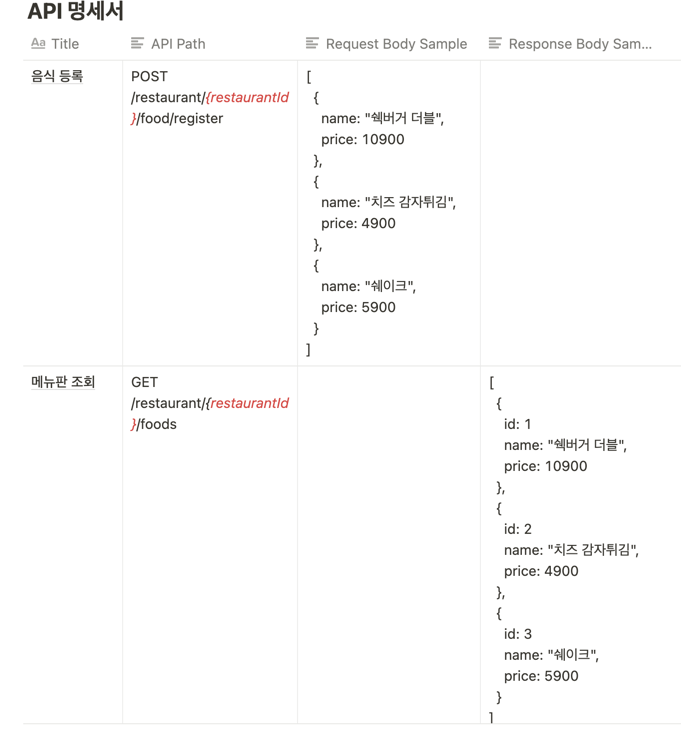 API 명세서
Aa Title
API Path
Request Body Sample
Response Body Sam...
음식 등록
POST
/restaurant/{restaurantId
}/food/register
[
{
name: "쉑버거 더블",
price: 10900
},
{
name: "치즈 감자튀김",
price: 4900
},
{
name: "쉐이크",
price: 5900
}
]
메뉴판 조회
GET
/restaurant/{restaurantId
}/foods
[
{
id: 1
name: "쉑버거 더블",
price: 10900
},
{
id: 2
name: "치즈 감자튀김",
price: 4900
},
{
id: 3
name: "쉐이크",
price: 5900
}
]